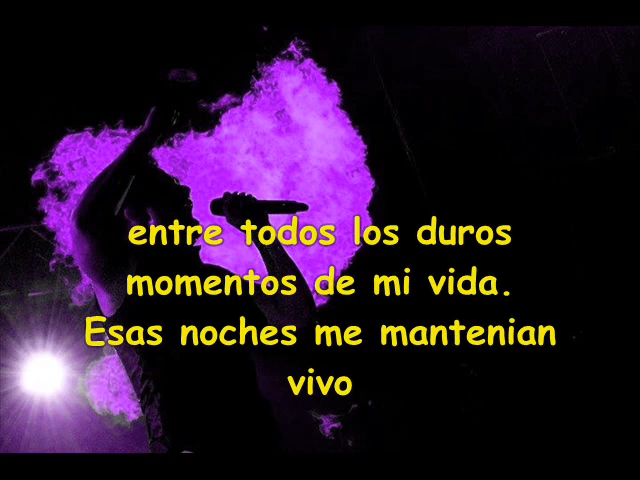 entre todos los duros
momentos de mi vida.
Esas noches me mantenian
vivo